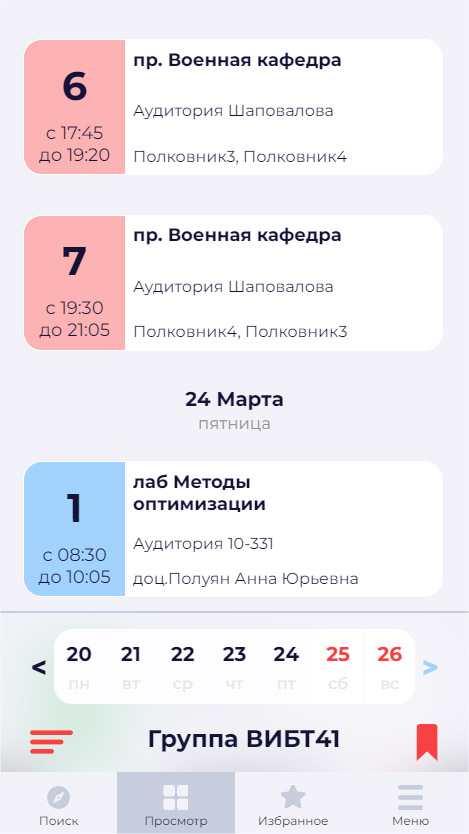 6
с 17:45
до 19:20
пр. Военная кафедра
Аудитория Шаповалова
Полковник3, Полковник4
7
с 19:30
до 21:05
пр. Военная кафедра
Аудитория Шаповалова
Полковник4, Полковник3
24 Марта
пятница
1
с 08:30
до 10:05
лаб Методы
оптимизации
Аудитория 10-331
доц.Полуян Анна Юрьевна
< 20 21 22 23 24 25 26 >
пн вт ср чт пт сб вс
Группа ВИБТ41
Поиск Просмотр Избранное Меню